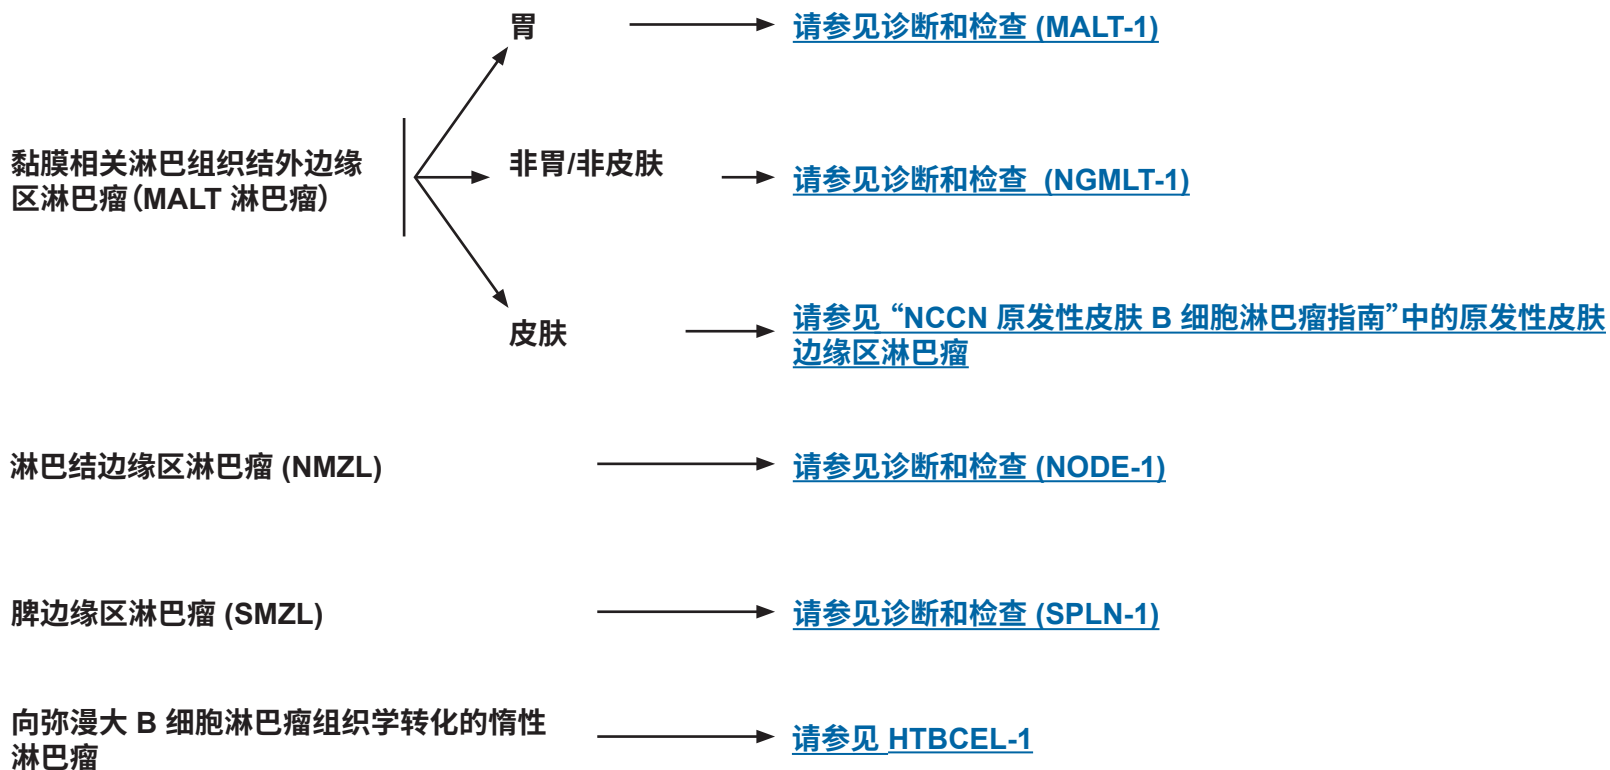 胃
请参见诊断和检查 (MALT-1)
黏膜相关淋巴组织结外边缘
区淋巴瘤（MALT 淋巴瘤）
非胃/非皮肤
请参见诊断和检查 (NGMLT-1)
皮肤
请参见 “NCCN 原发性皮肤 B 细胞淋巴瘤指南”中的原发性皮肤
边缘区淋巴瘤
淋巴结边缘区淋巴瘤 (NMZL)
请参见诊断和检查 (NODE-1)
脾边缘区淋巴瘤 (SMZL)
请参见诊断和检查 (SPLN-1)
向弥漫大 B 细胞淋巴瘤组织学转化的惰性
淋巴瘤
请参见 HTBCEL-1